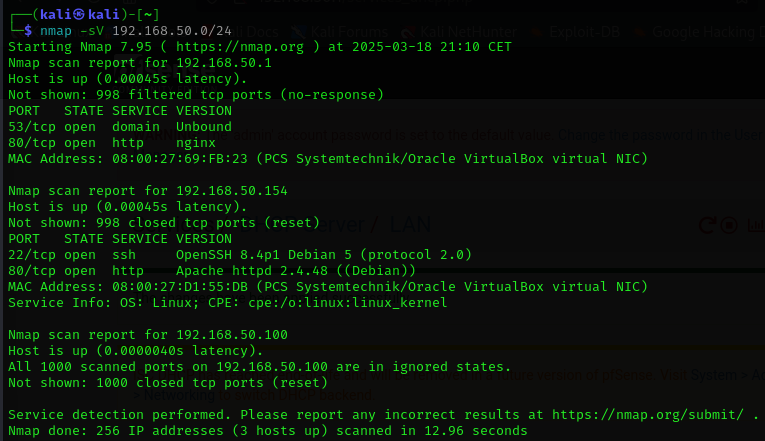 ┌──(kali㉿kali)-[~]
└─$ nmap -sV 192.168.50.0/24
Starting Nmap 7.95 ( https://nmap.org ) at 2025-03-18 21:10 CET
Nmap scan report for 192.168.50.1
Host is up (0.00045s latency).
Not shown: 998 filtered tcp ports (no-response)
PORT   STATE SERVICE VERSION
53/tcp open  domain  Unbound
80/tcp open  http    nginx
MAC Address: 08:00:27:69:FB:23 (PCS Systemtechnik/Oracle VirtualBox virtual NIC)

Nmap scan report for 192.168.50.154
Host is up (0.00045s latency).
Not shown: 998 closed tcp ports (reset)
PORT   STATE SERVICE VERSION
22/tcp open  ssh     OpenSSH 8.4p1 Debian 5 (protocol 2.0)
80/tcp open  http    Apache httpd 2.4.48 ((Debian))
MAC Address: 08:00:27:D1:55:DB (PCS Systemtechnik/Oracle VirtualBox virtual NIC)
Service Info: OS: Linux; CPE: cpe:/o:linux:linux_kernel

Nmap scan report for 192.168.50.100
Host is up (0.0000040s latency).
All 1000 scanned ports on 192.168.50.100 are in ignored states.
Not shown: 1000 closed tcp ports (reset)

Service detection performed. Please report any incorrect results at https://nmap.org/submit/ .
Nmap done: 256 IP addresses (3 hosts up) scanned in 12.96 seconds